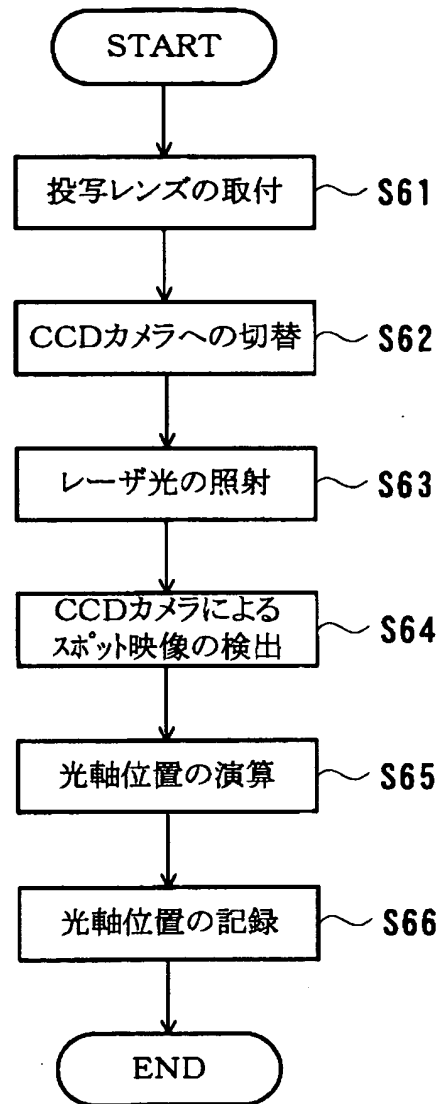 START
投写レンズの取付
S61
CCDカメラへの切替
S62
レーザ光の照射
S63
CCDカメラによる
スポット映像の検出
S64
光軸位置の演算
S65
光軸位置の記録
S66
END